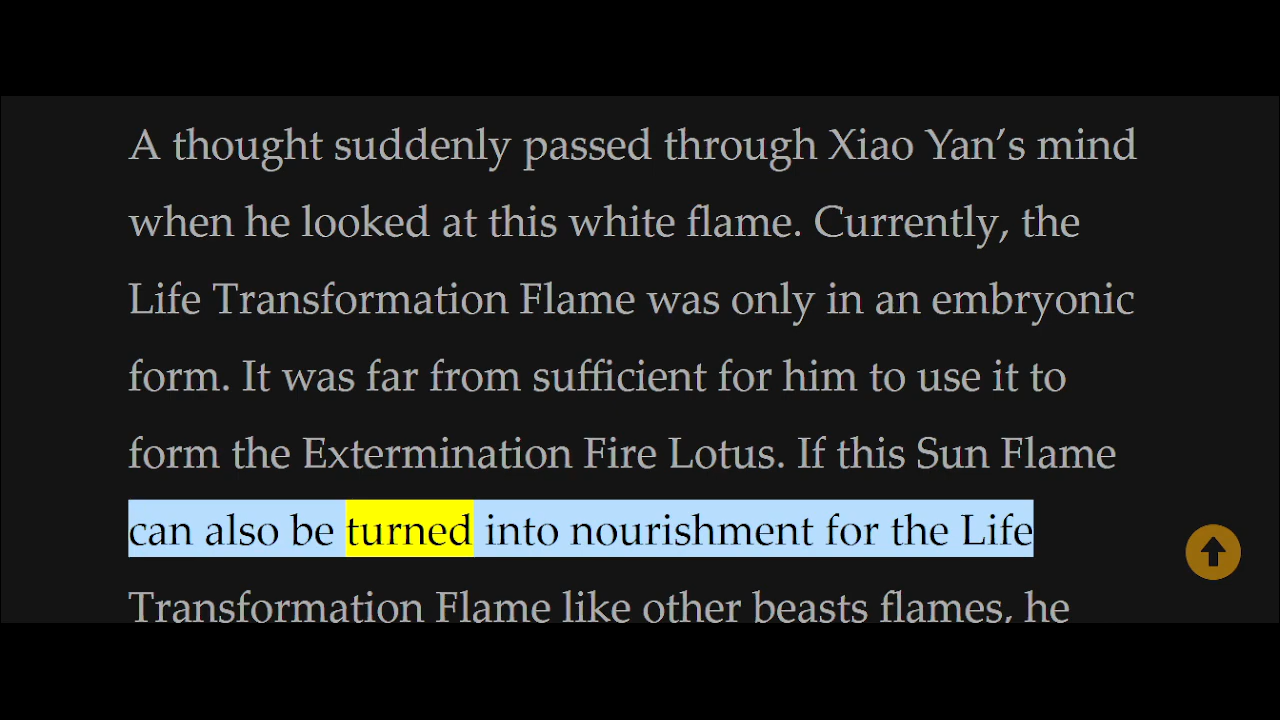 A thought suddenly passed through Xiao Yan’s mind
when he looked at this white flame. Currently, the
Life Transformation Flame was only in an embryonic
form. It was far from sufficient for him to use it to
form the Extermination Fire Lotus. If this Sun Flame
can also be turned into nourishment for the Life
Transformation Flame like other beasts flames, he